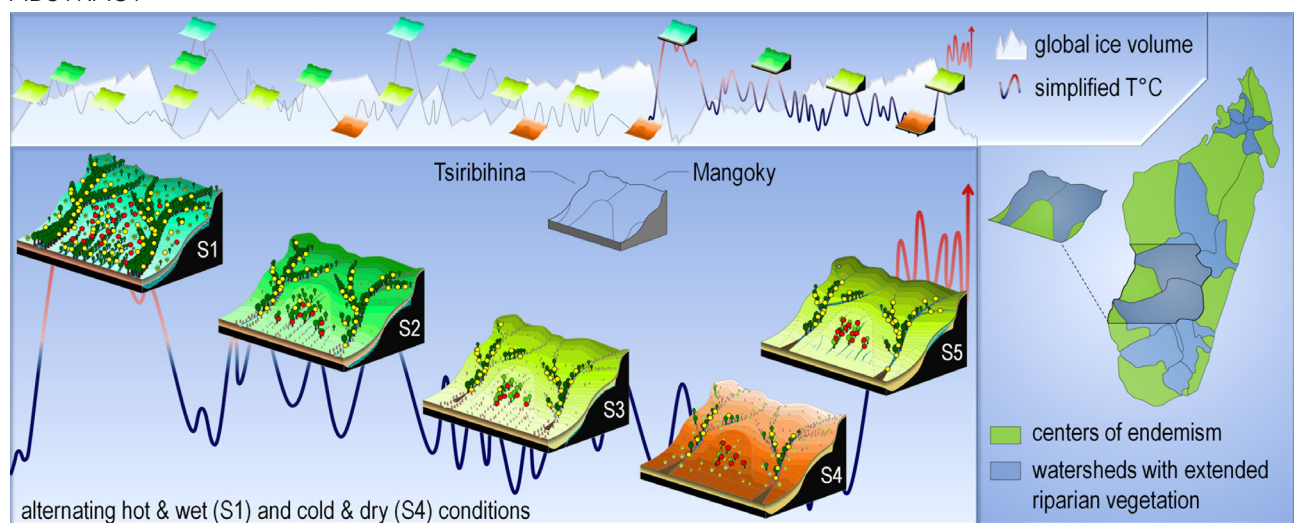 ABSTRACT
global ice volume
simplified T°C
Tsiribihina
Mangoky
S1
S2
S3
S4
S5
alternating hot & wet (S1) and cold & dry (S4) conditions
centers of endemism
watersheds with extended
riparian vegetation